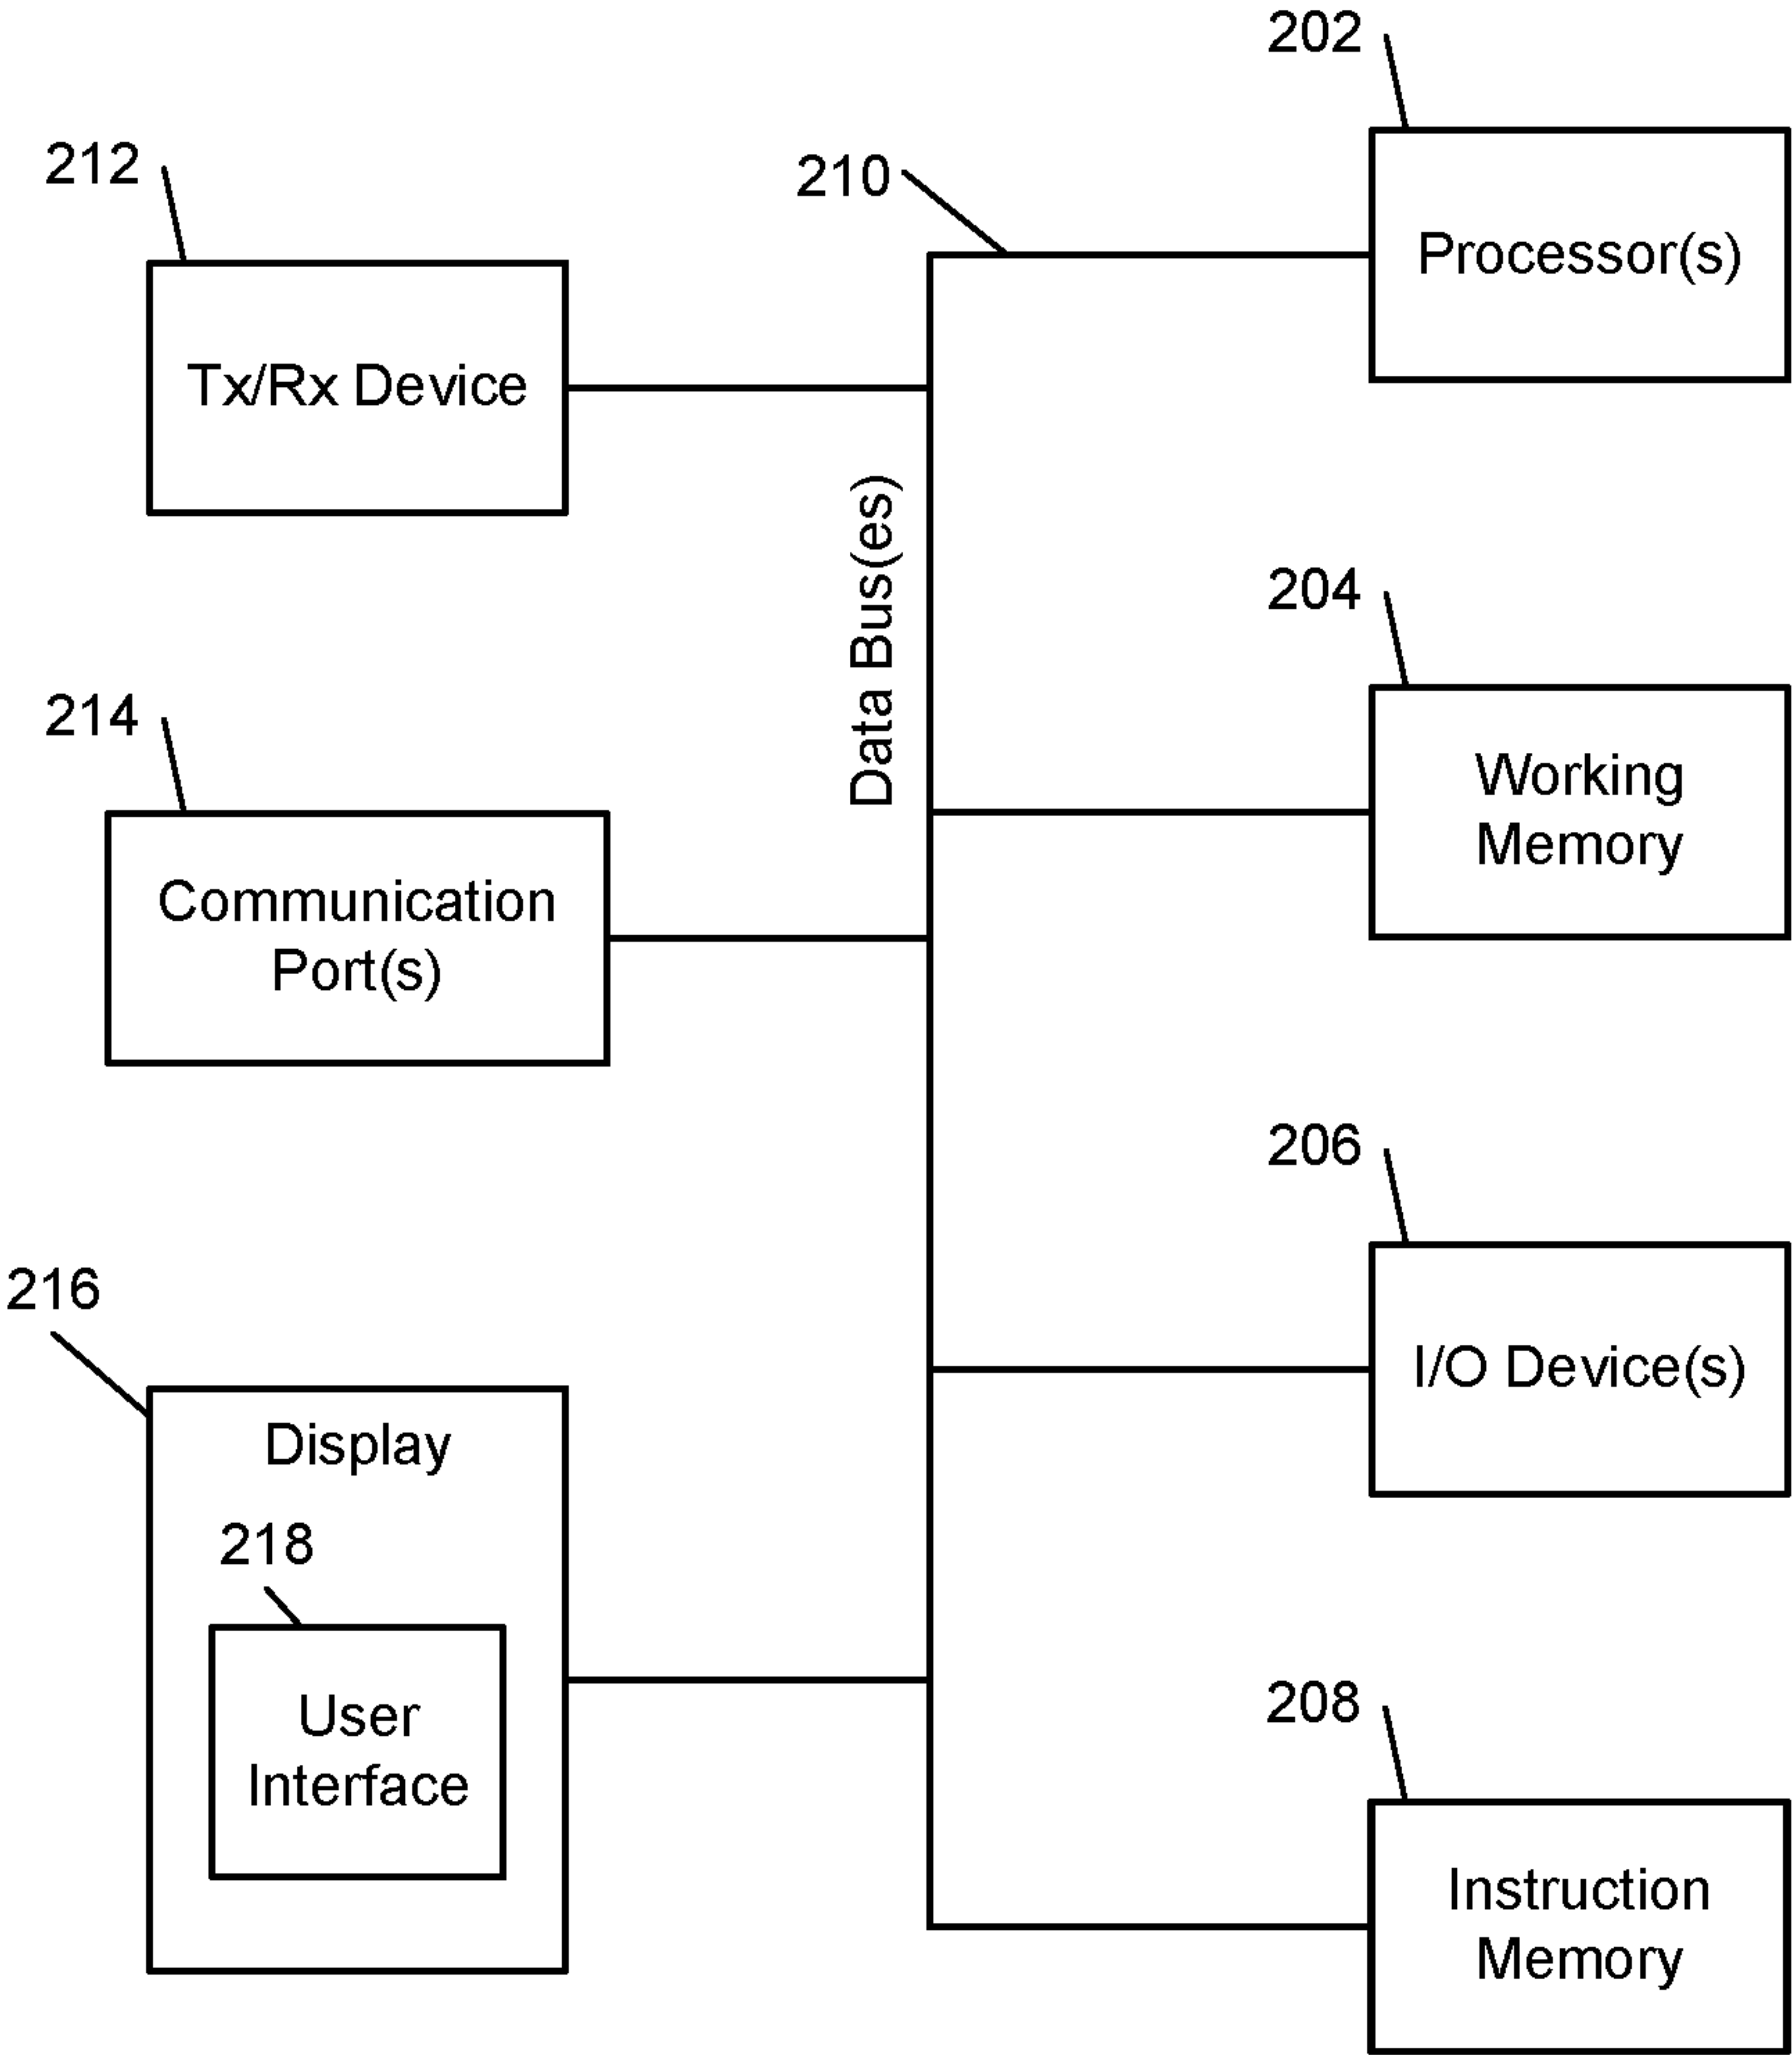 202
Processor(s)
212
Tx/Rx Device
210
Data Bus(es)
204
Working
Memory
214
Communication
Port(s)
206
I/O Device(s)
216
Display
218
User
Interface
208
Instruction
Memory